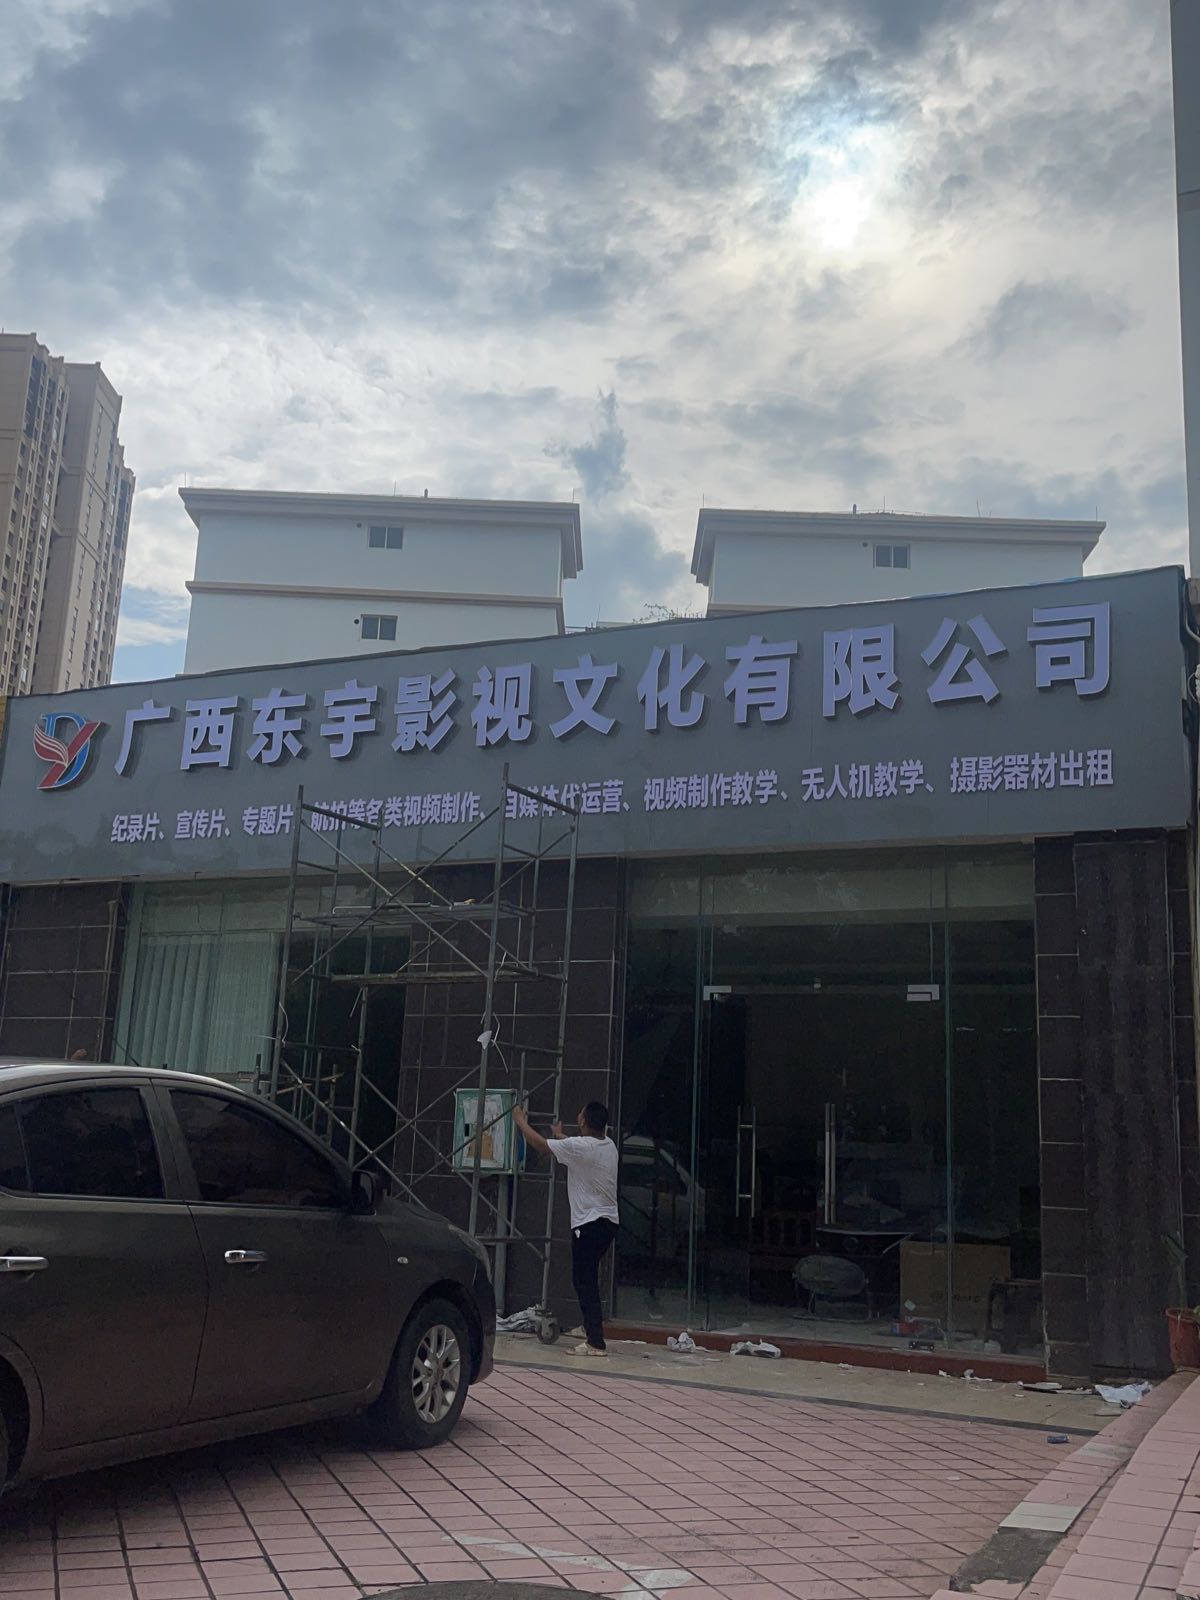 广西东宇影视文化有限公司
纪录片、宣传片、专题片、航拍等各类视频制作、自媒体代运营、视频制作教学、无人机教学、摄影器材出租